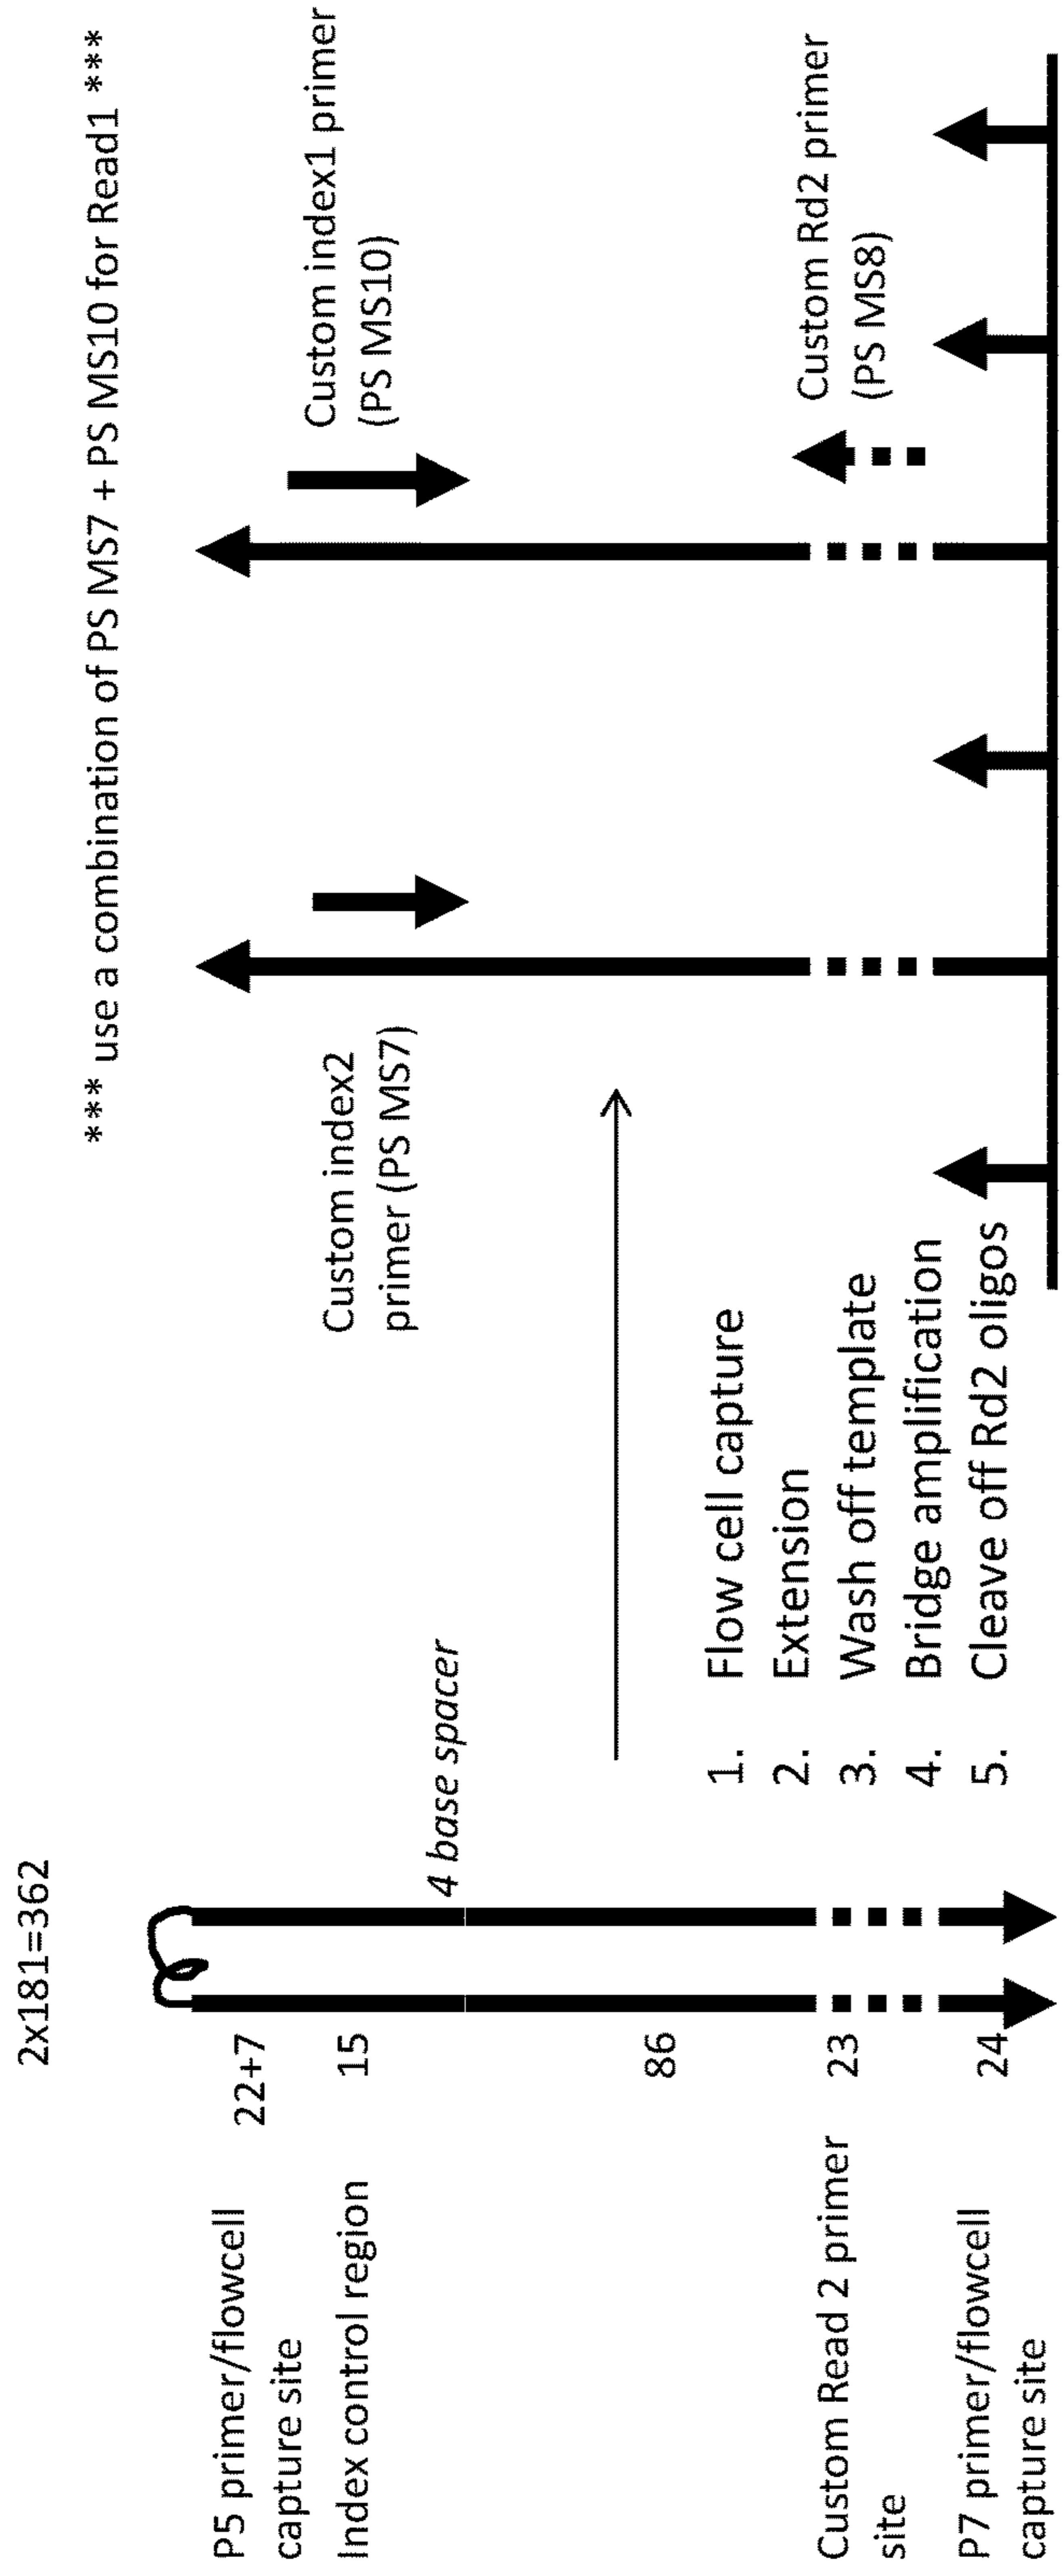 2x181=362
P5 primer/flowcell
capture site
22+7
Index control region
15
4 base spacer
86
Custom Read 2 primer
site
23
P7 primer/flowcell
capture site
24
1. Flow cell capture
2. Extension
3. Wash off template
4. Bridge amplification
5. Cleave off Rd2 oligos
*** use a combination of PS MS7 + PS MS10 for Read1 ***
Custom index2
primer (PS MS7)
Custom index1 primer
(PS MS10)
Custom Rd2 primer
(PS MS8)